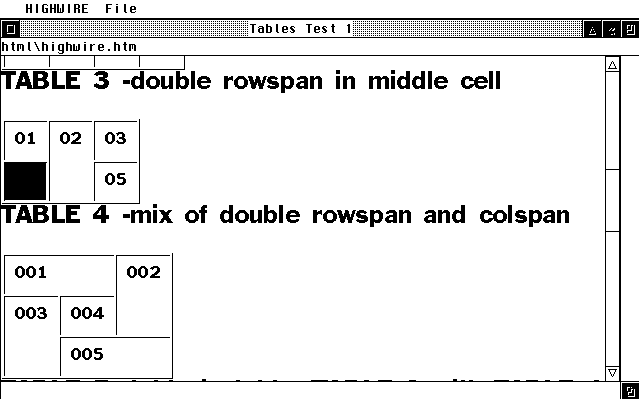 HIGHWIRE File
Tables Test 1
html\highwire.htm
TABLE 3 -double rowspan in middle cell
01 02 03
05
TABLE 4 -mix of double rowspan and colspan
001 002
003 004
005